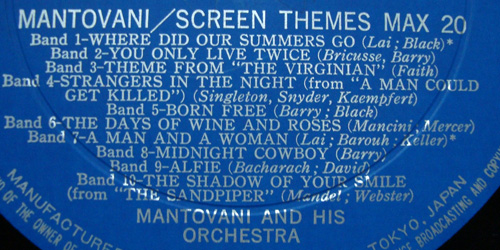 MANTOVANI/SCREEN THEMES MAX 20
Band 1-WHERE DID OUR SUMMERS GO (Lai; Black)*
Band 2-YOU ONLY LIVE TWICE (Bricusse, Barry)
Band 3-THEME FROM "THE VIRGINIAN" (Faith)
Band 4-STRANGERS IN THE NIGHT (from "A MAN COULD
GET KILLED") (Singleton, Snyder, Kaempfert)
Band 5-BORN FREE (Barry; Black)
Band 6-THE DAYS OF WINE AND ROSES (Mancini, Mercer)
Band 7-A MAN AND A WOMAN (Lai; Barouh; Keller)*
Band 8-MIDNIGHT COWBOY (Barry)
Band 9-ALFIE (Bacharach; David)
Band 10-THE SHADOW OF YOUR SMILE
(from "THE SANDPIPER" (Mandel; Webster)
MANTOVANI AND HIS
ORCHESTRA
MANUFACTURE
OF THE OWNER OF
TOKYO, JAPAN
BROADCASTING AND